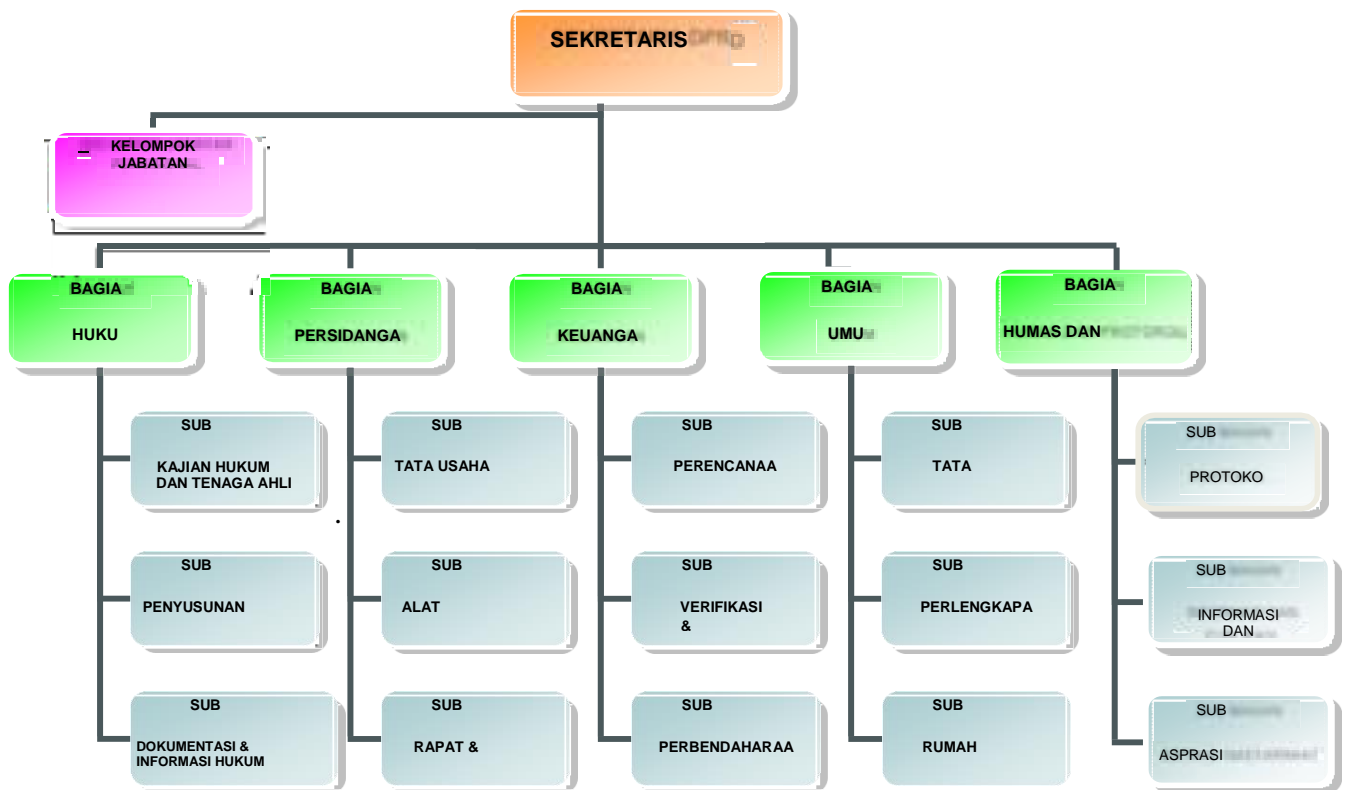 SEKRETARIS
KELOMPOK
JABATAN
BAGIA
HUKU
BAGIA
PERSIDANGA
BAGIA
KEUANGA
BAGIA
UMU
BAGIA
HUMAS DAN
SUB
KAJIAN HUKUM
DAN TENAGA AHLI
SUB
TATA USAHA
SUB
PERENCANAA
SUB
TATA
SUB
PROTOKO
SUB
PENYUSUNAN
SUB
ALAT
SUB
VERIFIKASI
&
SUB
PERLENGKAPA
SUB
INFORMASI
DAN
SUB
DOKUMENTASI &
INFORMASI HUKUM
SUB
RAPAT &
SUB
PERBENDAHARAA
SUB
RUMAH
SUB
ASPRASI